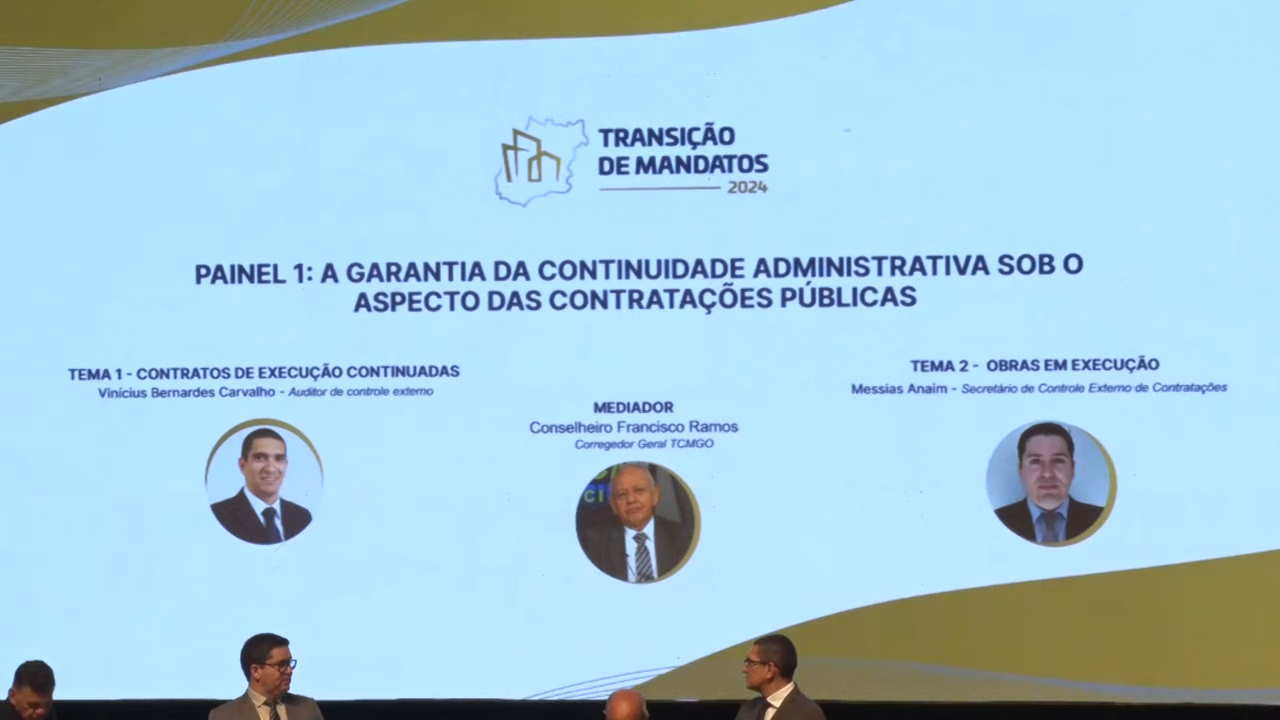 TRANSIÇÃO
DE MANDATOS
2024
PAINEL 1: A GARANTIA DA CONTINUIDADE ADMINISTRATIVA SOB O
ASPECTO DAS CONTRATAÇÕES PÚBLICAS
TEMA 1 - CONTRATOS DE EXECUÇÃO CONTINUADAS
Vinícius Bernardes Carvalho - Auditor de controle externo
MEDIADOR
Conselheiro Francisco Ramos
Corregedor Geral TCMGO
TEMA 2 - OBRAS EM EXECUÇÃO
Messias Anaim - Secretário de Controle Externo de Contratações